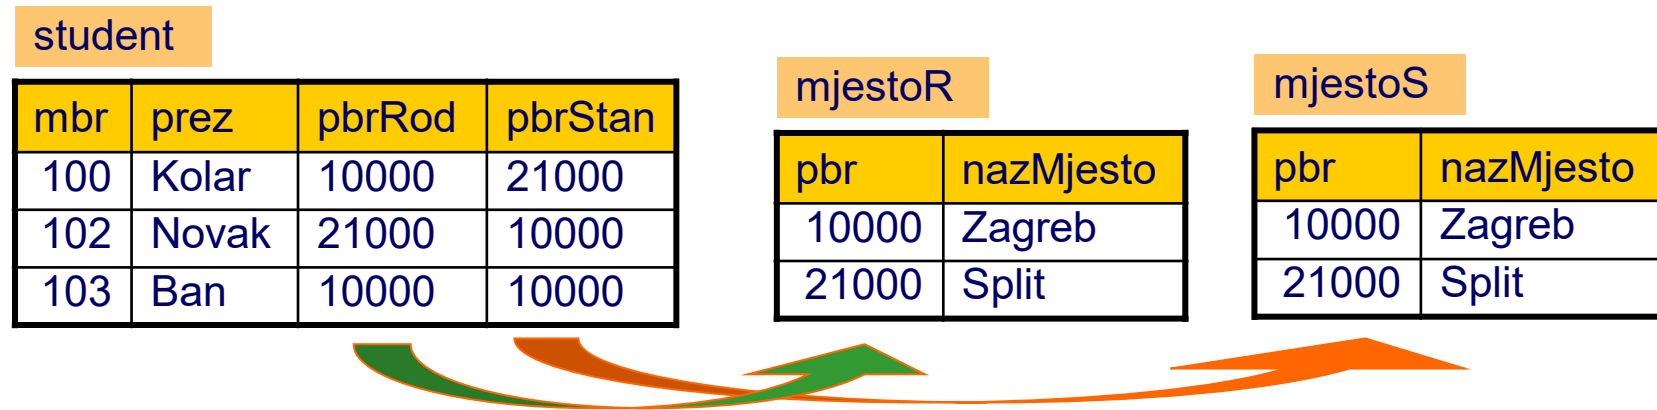 student
mbr prez pbrRod pbrStan
100 Kolar 10000 21000
102 Novak 21000 10000
103 Ban 10000 10000
mjestoR
pbr nazMjesto
10000 Zagreb
21000 Split
mjestoS
pbr nazMjesto
10000 Zagreb
21000 Split